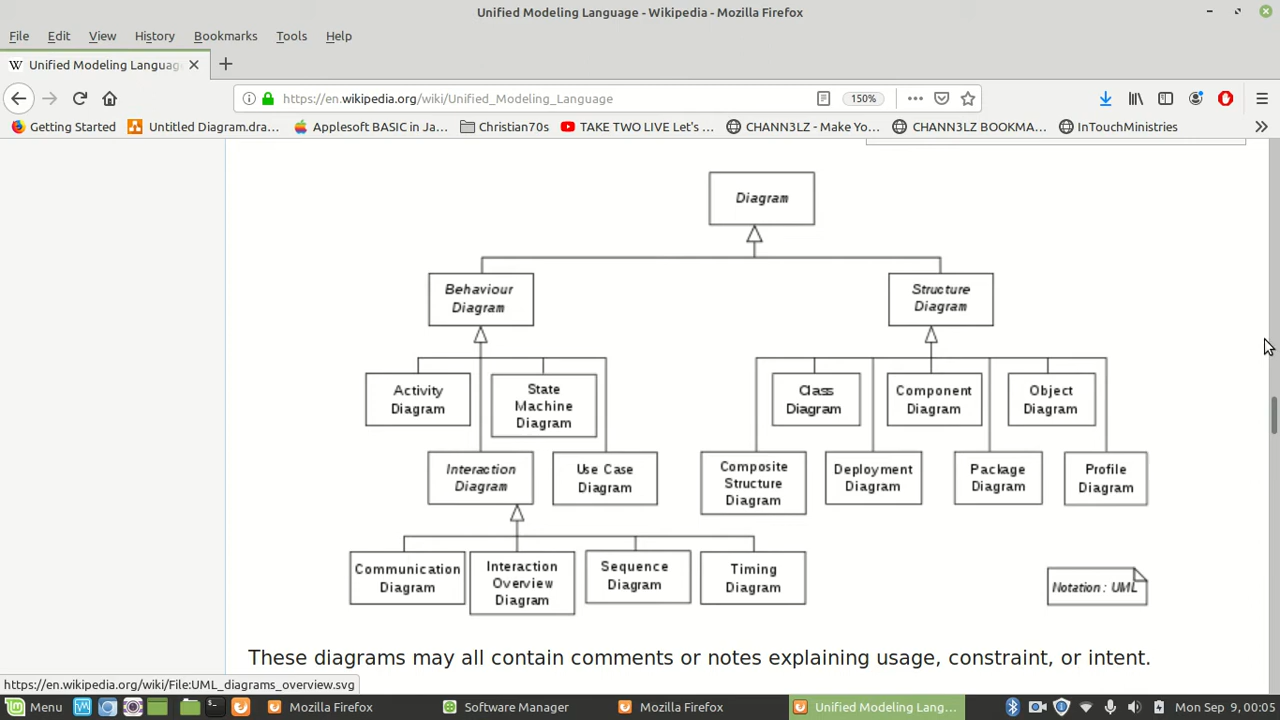 Unified Modeling Language - Wikipedia - Mozilla Firefox
File Edit View History Bookmarks Tools Help
W Unified Modeling Language
https://en.wikipedia.org/wiki/Unified_Modeling_Language 150%
Getting Started Untitled Diagram.dra... Applesoft BASIC in Ja... Christian70s TAKE TWO LIVE Let's ... CHANN3LZ - Make Yo... CHANN3LZ BOOKMA... InTouchMinistries
Diagram
Behaviour
Diagram
Structure
Diagram
Activity
Diagram
State
Machine
Diagram
Class
Diagram
Component
Diagram
Object
Diagram
Interaction
Diagram
Use Case
Diagram
Composite
Structure
Diagram
Deployment
Diagram
Package
Diagram
Profile
Diagram
Communication
Diagram
Interaction
Overview
Diagram
Sequence
Diagram
Timing
Diagram
Notation : UML
These diagrams may all contain comments or notes explaining usage, constraint, or intent.
https://en.wikipedia.org/wiki/File:UML_diagrams_overview.svg
Menu Mozilla Firefox Software Manager Mozilla Firefox Unified Modeling Lang... Mon Sep 9, 00:05